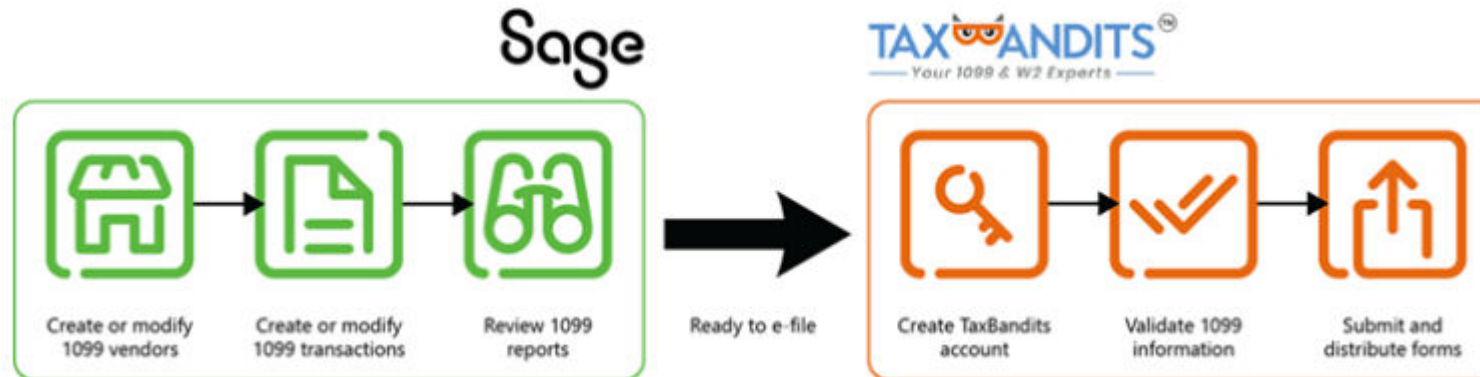 Sage
TAXBANDITS™
Your 1099 & W2 Experts
Create or modify
1099 vendors
Create or modify
1099 transactions
Review 1099
reports
Ready to e-file
Create TaxBandits
account
Validate 1099
information
Submit and
distribute forms